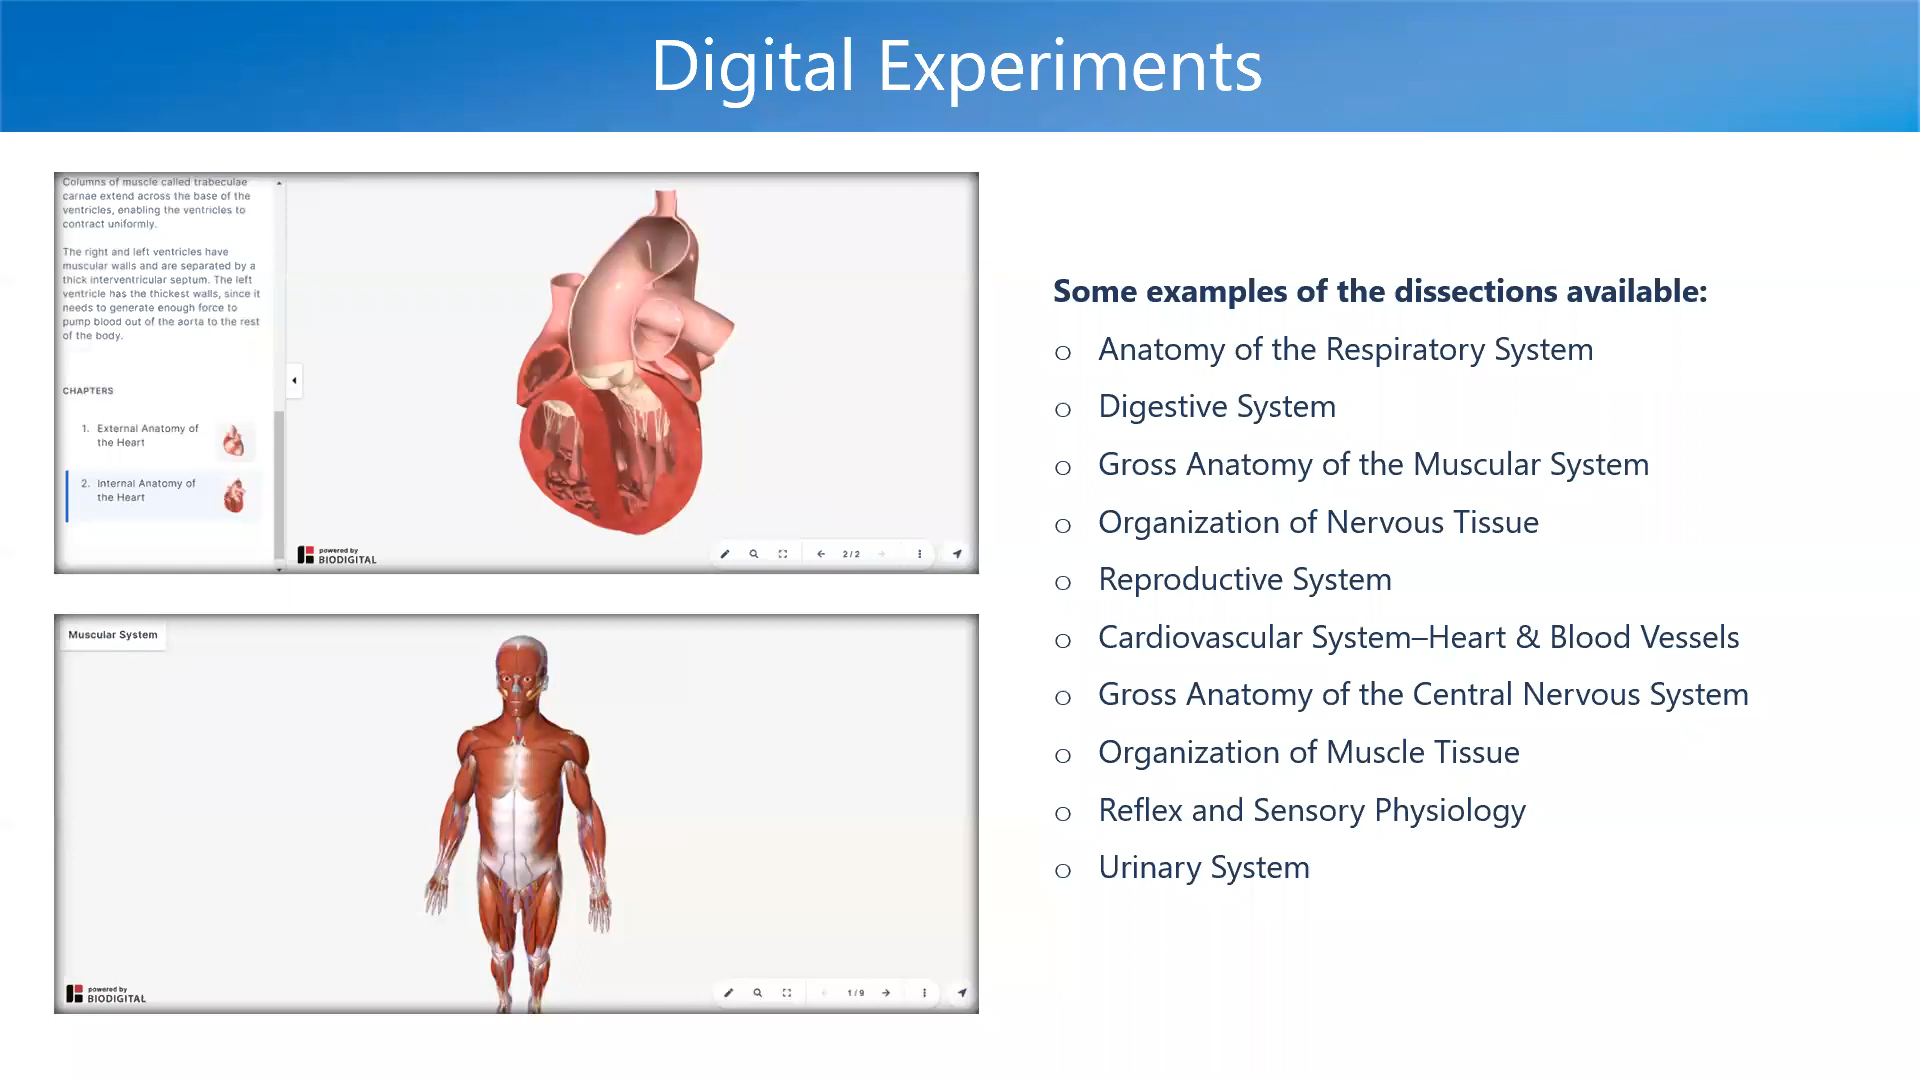 Digital Experiments
Columns of muscle called trabeculae
carnae extend across the base of the
ventricles, enabling the ventricles to
contract uniformly.
The right and left ventricles have
muscular walls and are separated by a
thick interventricular septum. The left
ventricle has the thickest walls, since it
needs to generate enough force to
pump blood out of the aorta to the rest
of the body.
CHAPTERS
1. External Anatomy of
the Heart
2. Internal Anatomy of
the Heart
powered by
BIODIGITAL
2/2
Muscular System
powered by
BIODIGITAL
1/9
Some examples of the dissections available:
o Anatomy of the Respiratory System
o Digestive System
o Gross Anatomy of the Muscular System
o Organization of Nervous Tissue
o Reproductive System
o Cardiovascular System–Heart & Blood Vessels
o Gross Anatomy of the Central Nervous System
o Organization of Muscle Tissue
o Reflex and Sensory Physiology
o Urinary System